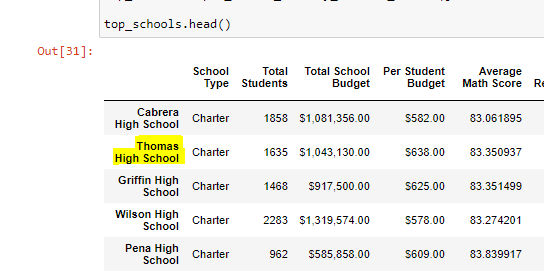 top_schools.head()
Out[31]:
School Type Total Students Total School Budget Per Student Budget Average Math Score
Cabrera High School Charter 1858 $1,081,356.00 $582.00 83.061895
Thomas High School Charter 1635 $1,043,130.00 $638.00 83.350937
Griffin High School Charter 1468 $917,500.00 $625.00 83.351499
Wilson High School Charter 2283 $1,319,574.00 $578.00 83.274201
Pena High School Charter 962 $585,858.00 $609.00 83.839917